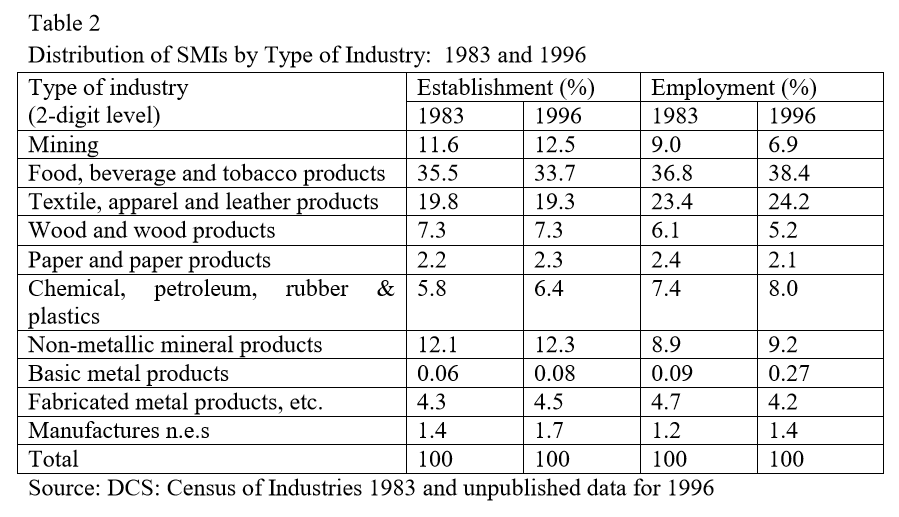 Table 2
Distribution of SMIs by Type of Industry: 1983 and 1996
Type of industry Establishment (%) Employment (%)
(2-digit level) 1983 1996 1983 1996
Mining 11.6 12.5 9.0 6.9
Food, beverage and tobacco products 35.5 33.7 36.8 38.4
Textile, apparel and leather products 19.8 19.3 23.4 24.2
Wood and wood products 7.3 7.3 6.1 5.2
Paper and paper products 2.2 2.3 2.4 2.1
Chemical, petroleum, rubber & 5.8 6.4 7.4 8.0
plastics
Non-metallic mineral products 12.1 12.3 8.9 9.2
Basic metal products 0.06 0.08 0.09 0.27
Fabricated metal products, etc. 4.3 4.5 4.7 4.2
Manufactures n.e.s 1.4 1.7 1.2 1.4
Total 100 100 100 100
Source: DCS: Census of Industries 1983 and unpublished data for 1996